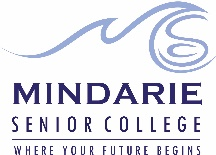 MINDARIE
SENIOR COLLEGE
WHERE YOUR FUTURE BEGINS